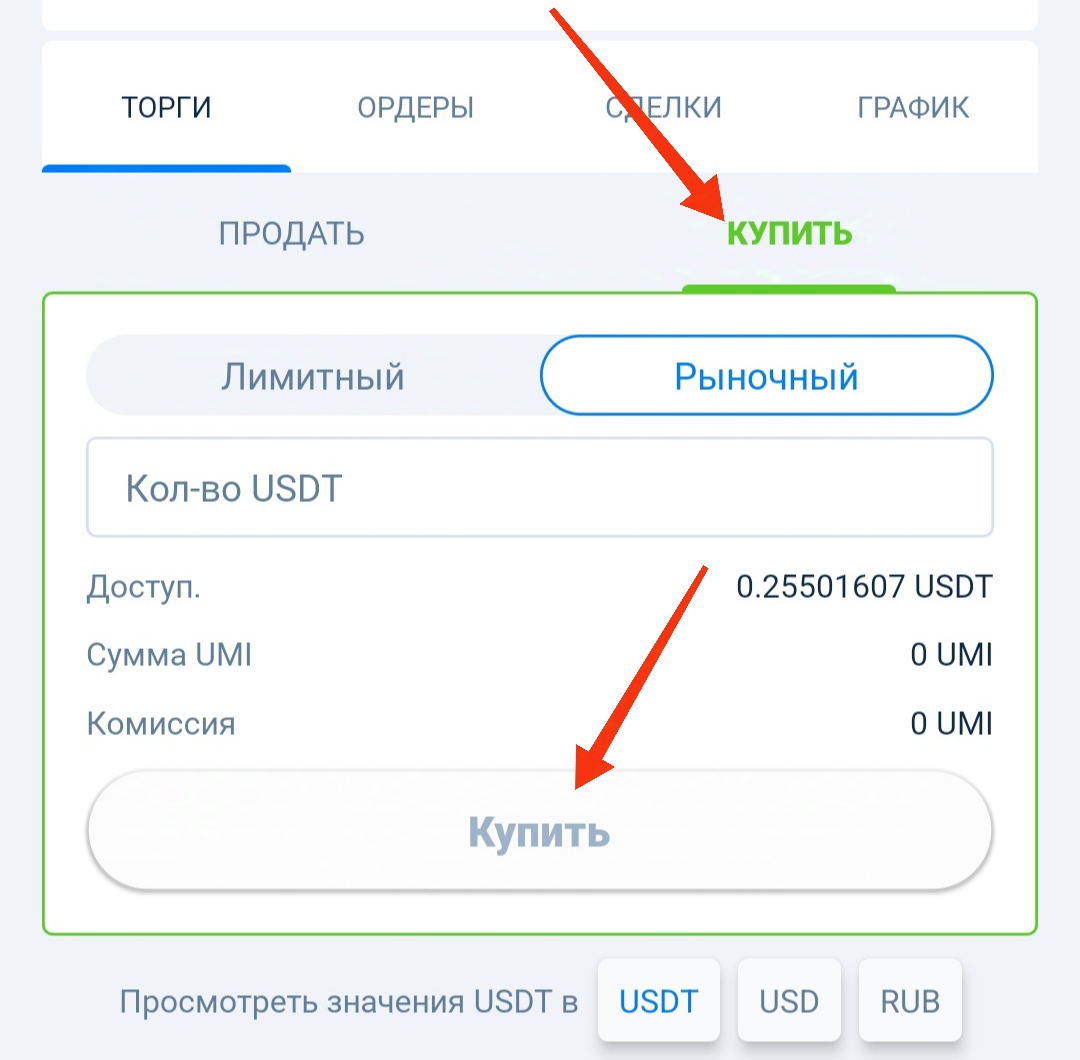 ТОРГИ ОРДЕРЫ СДЕЛКИ ГРАФИК
ПРОДАТЬ КУПИТЬ
Лимитный Рыночный
Кол-во USDT
Доступ. 0.25501607 USDT
Сумма UMI 0 UMI
Комиссия 0 UMI
Купить
Просмотреть значения USDT в USDT USD RUB